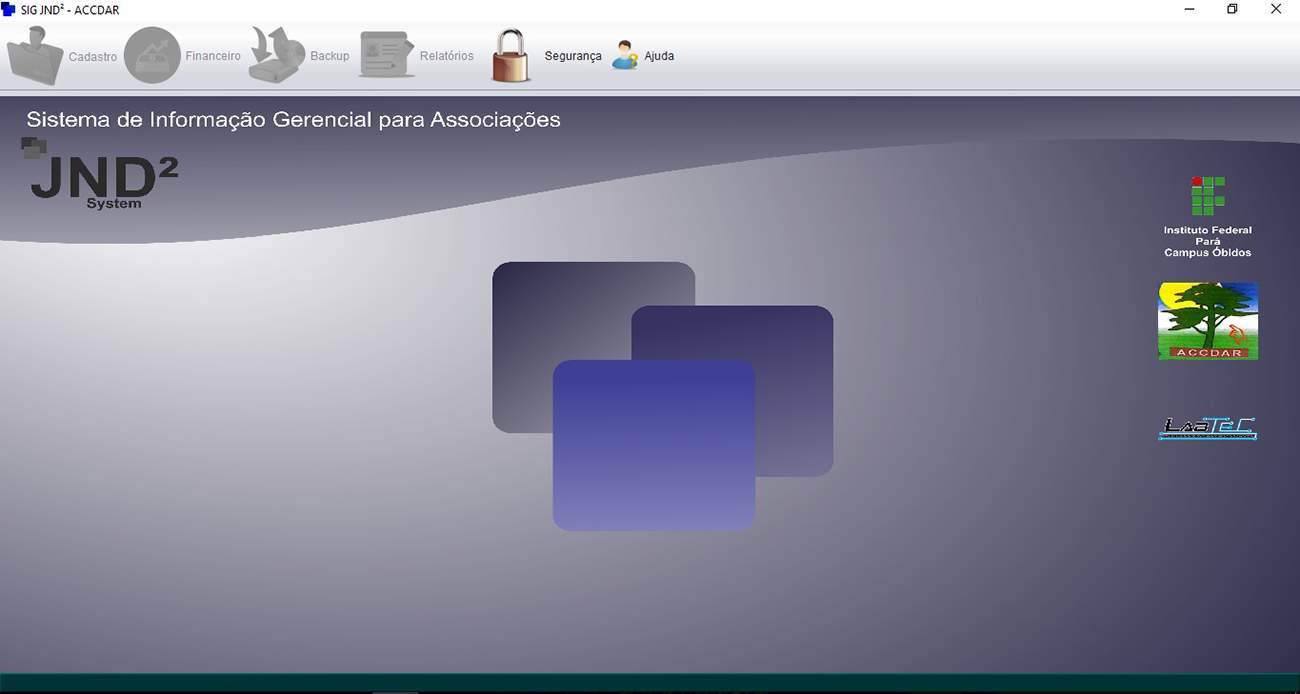 SIG JND² - ACCDAR
Cadastro Financeiro Backup Relatórios Segurança Ajuda
Sistema de Informação Gerencial para Associações
JND²
System
Instituto Federal
Pará
Campus Óbidos
ACCDAR
LabTeC